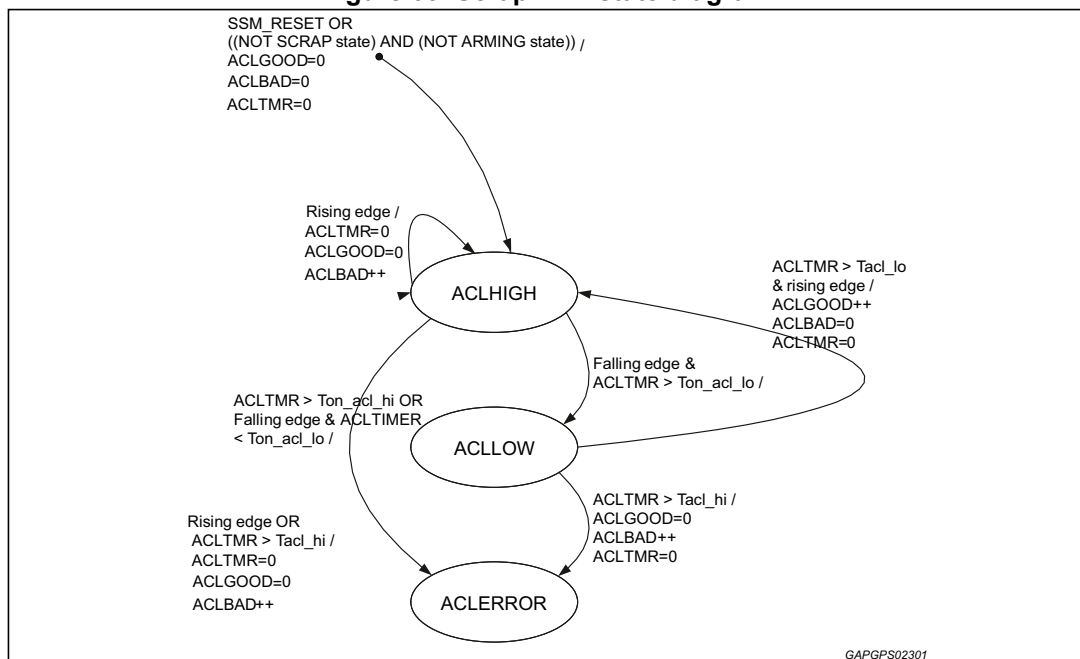 SSM_RESET OR
((NOT SCRAP state) AND (NOT ARMING state)) /
ACLGOOD=0
ACLBAD=0
ACLTMR=0
Rising edge /
ACLTMR=0
ACLGOOD=0
ACLBAD++
ACLHIGH
ACLTMR > Tacl_lo
& rising edge /
ACLGOOD++
ACLBAD=0
ACLTMR=0
Falling edge &
ACLTMR > Ton_acl_lo /
ACLTMR > Ton_acl_hi OR
Falling edge & ACLTIMER
< Ton_acl_lo /
ACLLOW
ACLTMR > Tacl_hi /
ACLGOOD=0
ACLBAD++
ACLTMR=0
Rising edge OR
ACLTMR > Tacl_hi /
ACLTMR=0
ACLGOOD=0
ACLBAD++
ACLERROR
GAPGPS02301